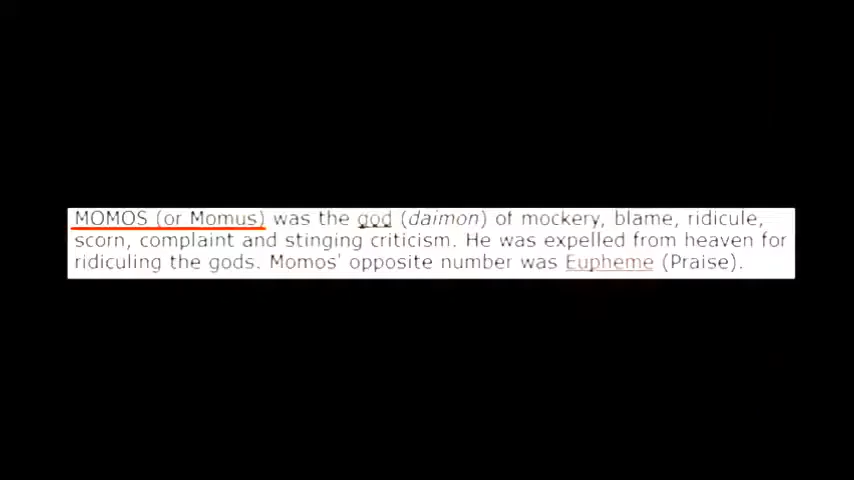 MOMOS (or Momus) was the god (daimon) of mockery, blame, ridicule,
scorn, complaint and stinging criticism. He was expelled from heaven for
ridiculing the gods. Momos' opposite number was Eupheme (Praise).